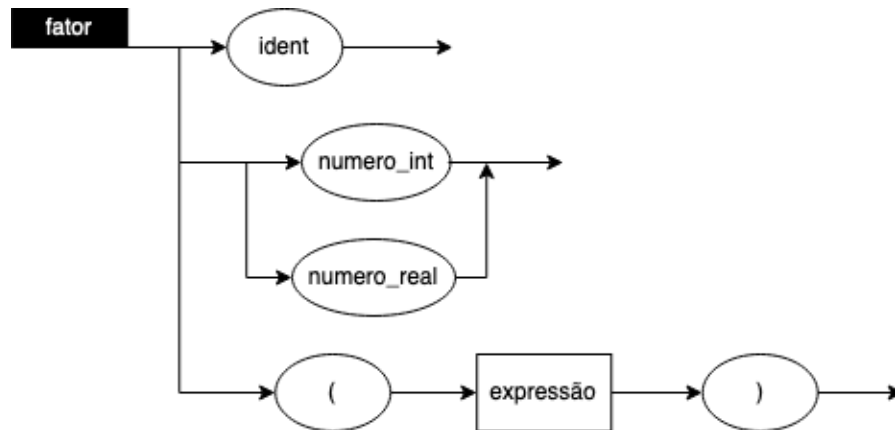 fator
ident
numero_int
numero_real
( expressão )